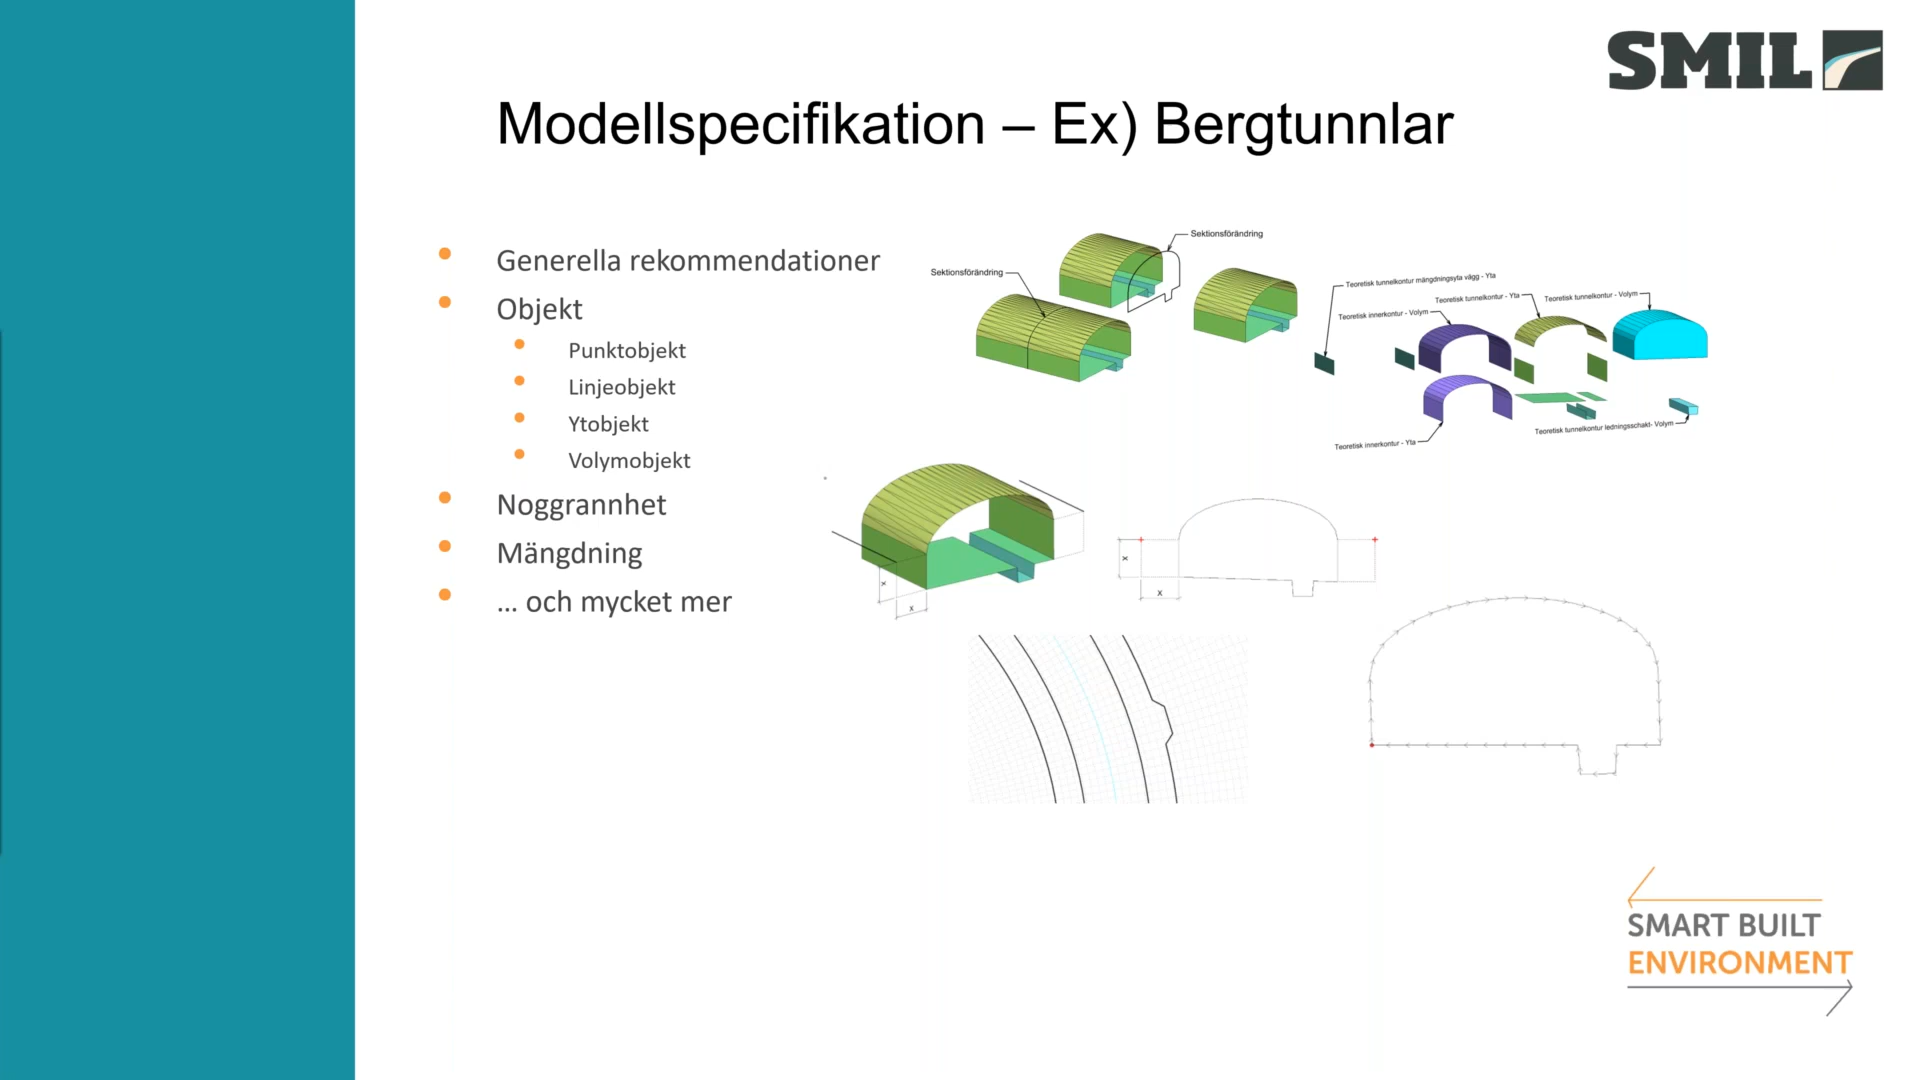 SMIL
Modellspecifikation – Ex) Bergtunnlar
Generella rekommendationer
Objekt
Punktobjekt
Linjeobjekt
Ytobjekt
Volymobjekt
Noggrannhet
Mängdning
... och mycket mer
Sektionsförändring
Sektionsförändring
Teoretisk tunnelkontur mängdningsyta vägg - Yta
Teoretisk tunnelkontur - Yta
Teoretisk tunnelkontur - Volym
Teoretisk innerkontur - Volym
Teoretisk innerkontur - Yta
Teoretisk tunnelkontur ledningsschakt- Volym
x
x
x
x
SMART BUILT
ENVIRONMENT